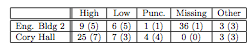 High Low Punc. Missing Other
Eng. Bldg 2 9 (5) 6 (5) 1 (1) 36 (1) 3 (3)
Cory Hall 25 (7) 7 (3) 4 (4) 0 (0) 3 (3)